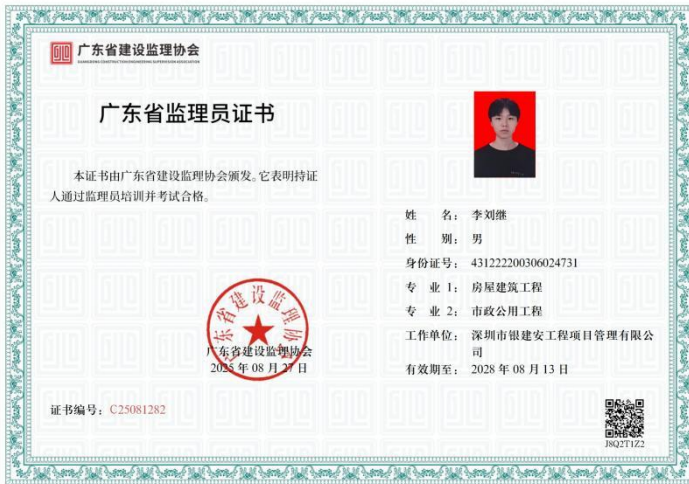 广东省建设监理协会
GUANGDONG CONSTRUCTION ENGINEERING SUPERVISION ASSOCIATION
广东省监理员证书
本证书由广东省建设监理协会颁发。它表明持证
人通过监理员培训并考试合格。
姓 名: 李刘继
性 别: 男
身份证号: 431222200306024731
专 业 1: 房屋建筑工程
专 业 2: 市政公用工程
工作单位: 深圳市银建安工程项目管理有限公
司
有效期至: 2028 年 08 月 13 日
广东省建设监理协会
广东省建设监理协会
2025 年 08 月 27 日
证书编号: C25081282
J8Q2T1Z2